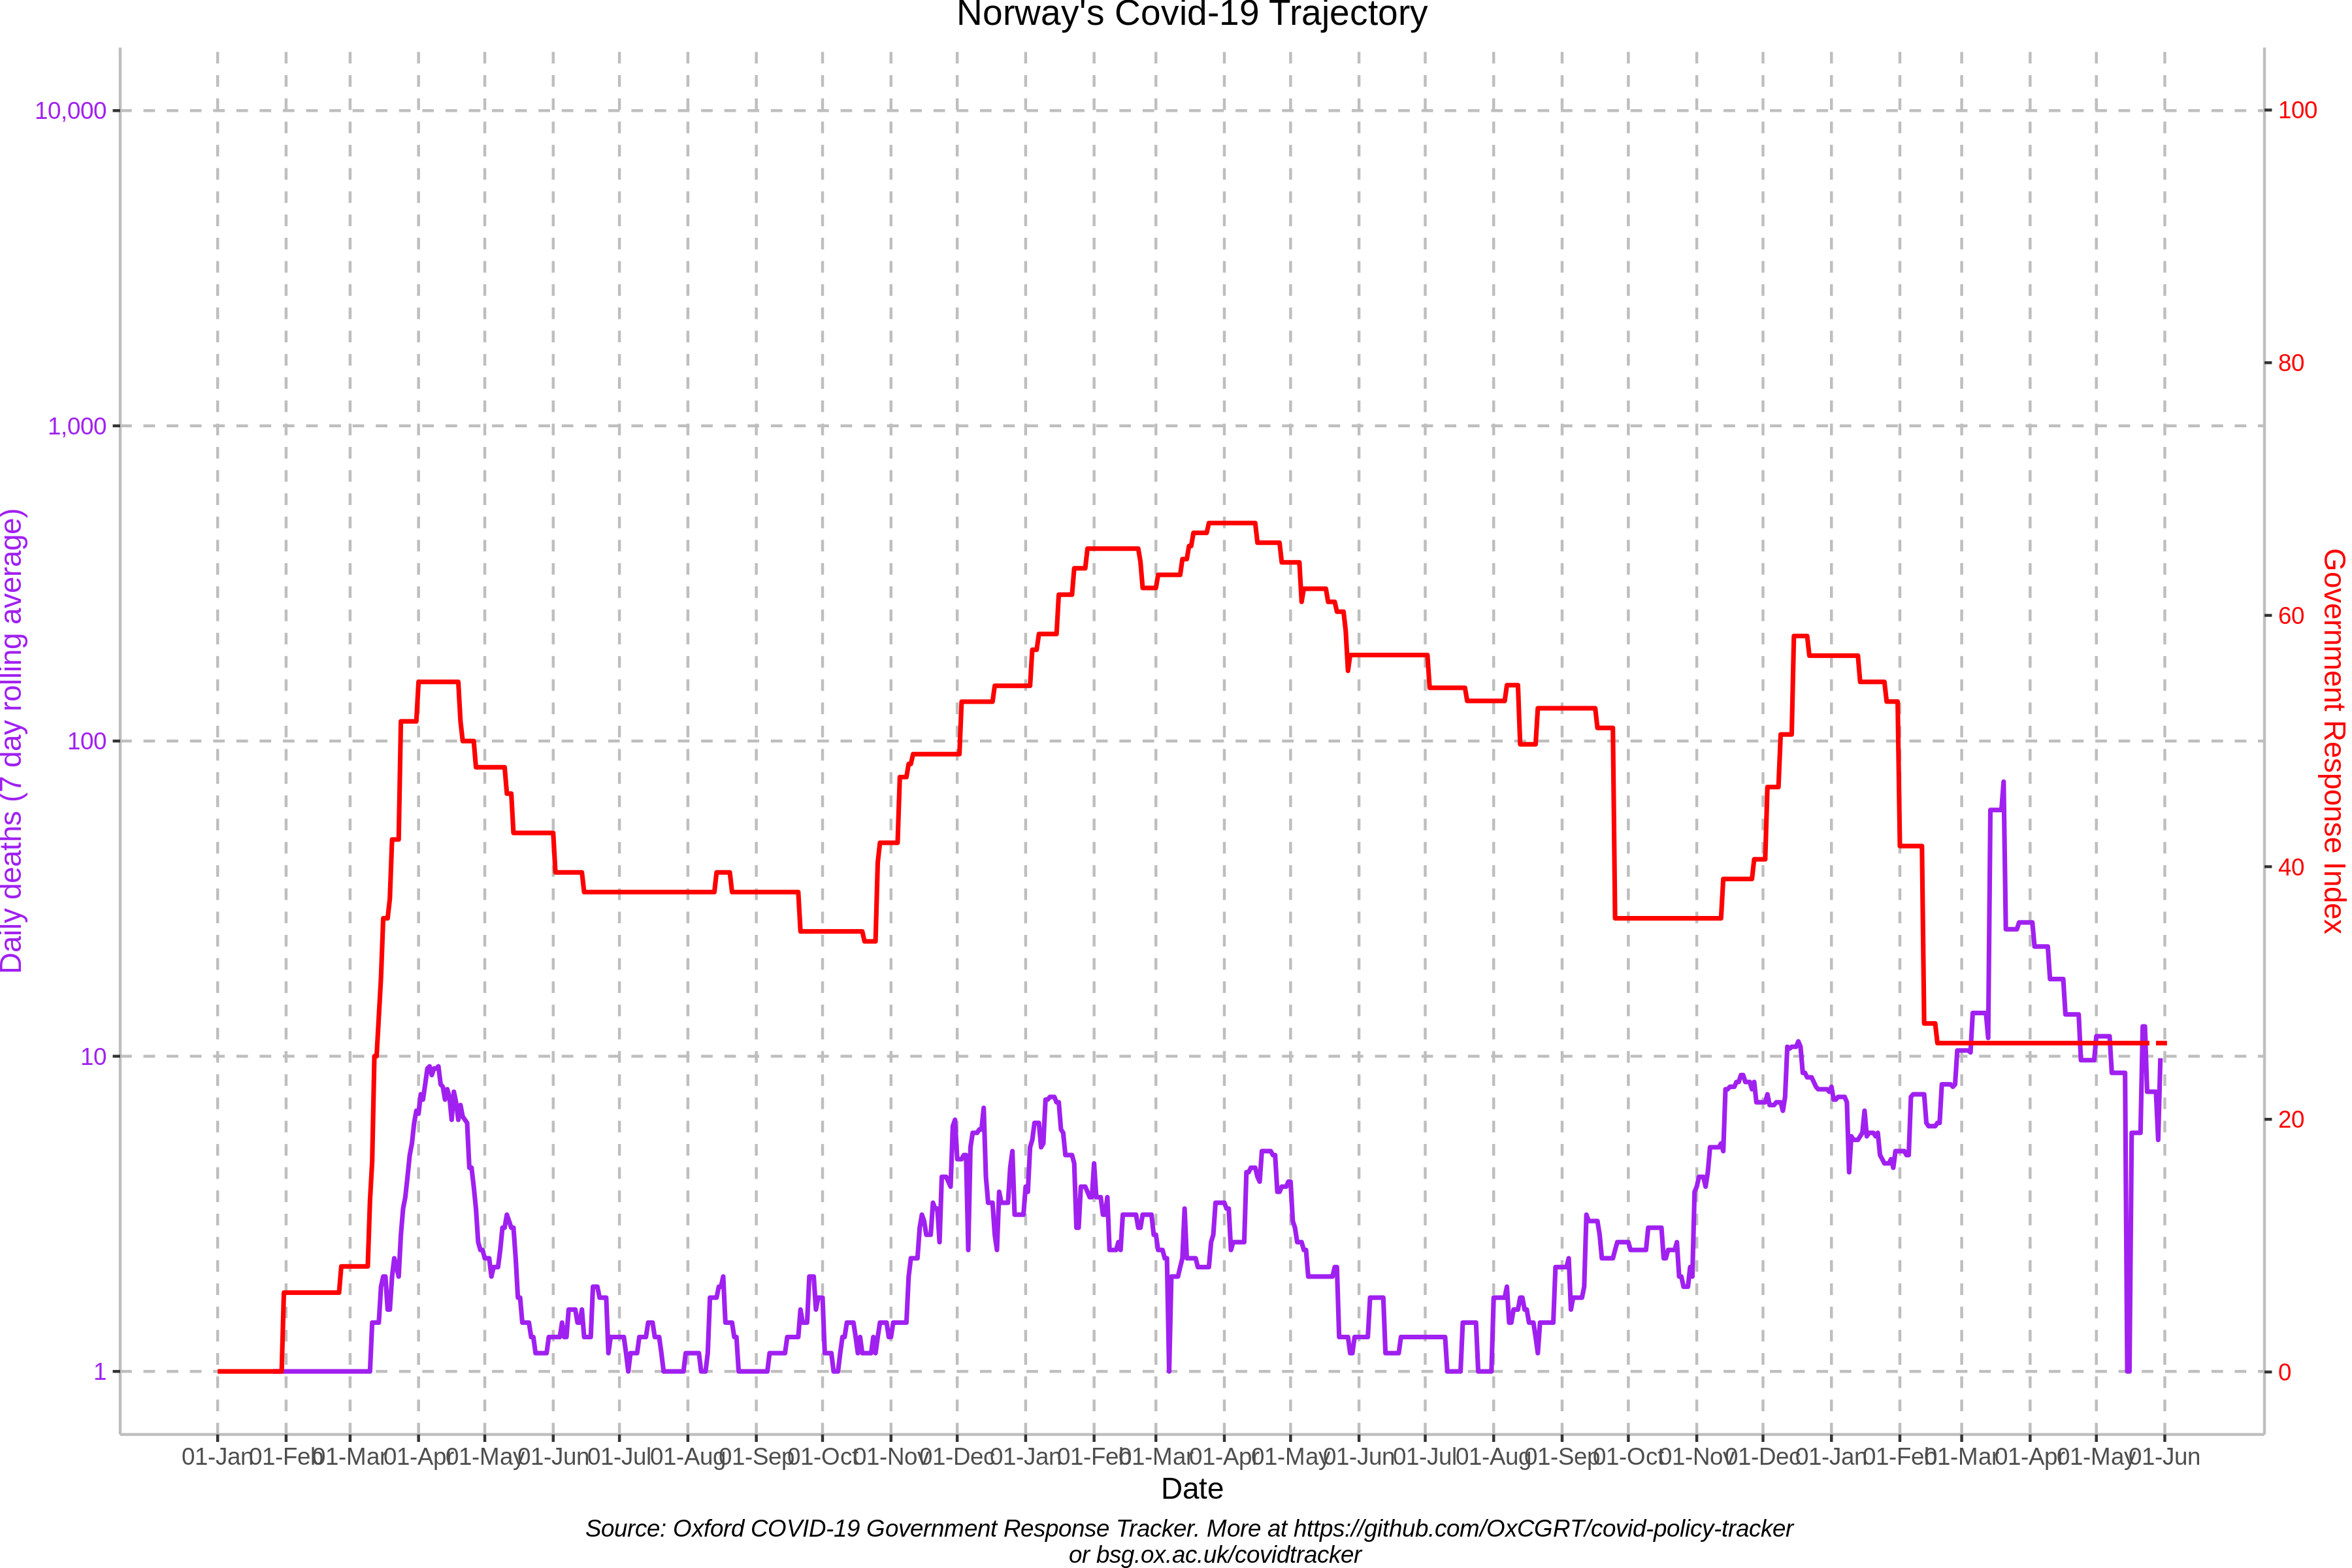 Norway's Covid-19 Trajectory
10,000
1,000
100
10
1
Daily deaths (7 day rolling average)
100
80
60
40
20
0
Government Response Index
01-Jan 01-Feb 01-Mar 01-Apr 01-May 01-Jun 01-Jul 01-Aug 01-Sep 01-Oct 01-Nov 01-Dec 01-Jan 01-Feb 01-Mar 01-Apr 01-May 01-Jun 01-Jul 01-Aug 01-Sep 01-Oct 01-Nov 01-Dec 01-Jan 01-Feb 01-Mar 01-Apr 01-May 01-Jun
Date
Source: Oxford COVID-19 Government Response Tracker. More at https://github.com/OxCGRT/covid-policy-tracker
or bsg.ox.ac.uk/covidtracker